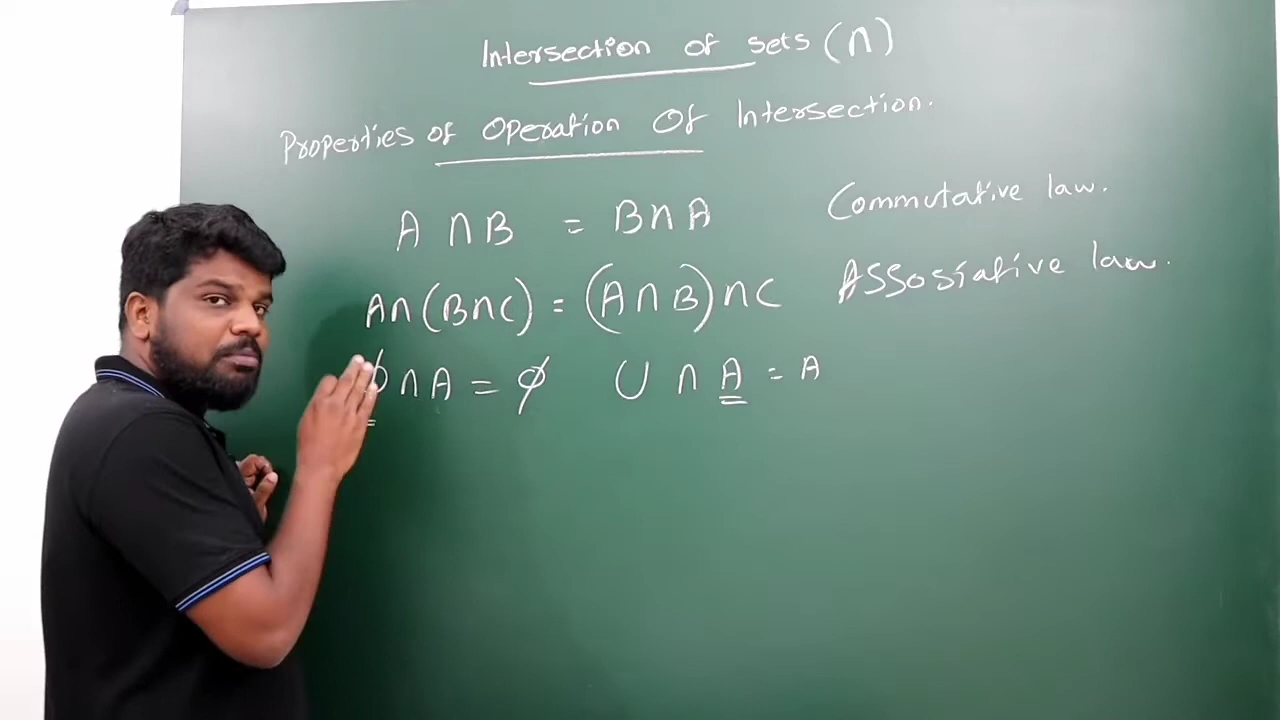 Intersection of sets (∩)
Properties of Operation Of Intersection.
A ∩ B = B ∩ A Commutative law.
A ∩ (B ∩ C) = (A ∩ B) ∩ C Assosiative law.
ϕ ∩ A = ϕ U ∩ A = A